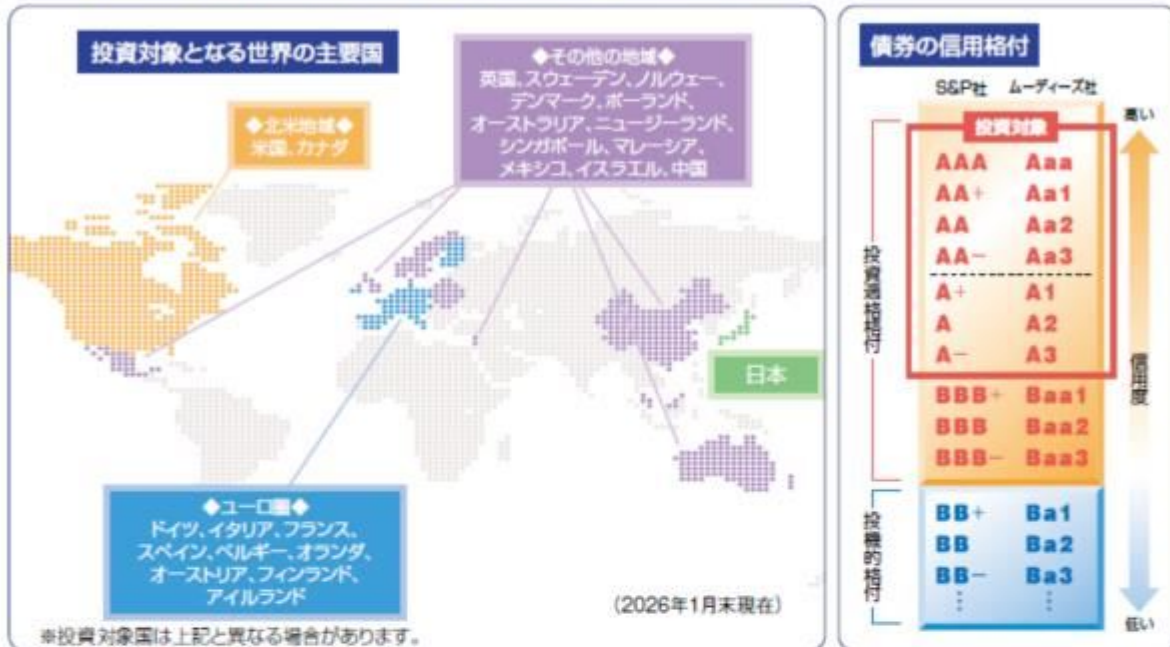 投資対象となる世界の主要国
◆その他の地域◆
英国、スウェーデン、ノルウェー、
デンマーク、ポーランド、
オーストラリア、ニュージーランド、
シンガポール、マレーシア、
メキシコ、イスラエル、中国
◆北米地域◆
米国、カナダ
日本
◆ユーロ圏◆
ドイツ、イタリア、フランス、
スペイン、ベルギー、オランダ、
オーストリア、フィンランド、
アイルランド
(2026年1月末現在)
※投資対象国は上記と異なる場合があります。
債券の信用格付
S&P社 ムーディーズ社
高い
投資対象
AAA Aaa
AA+ Aa1
AA Aa2
AA− Aa3
A+ A1
A A2
A− A3
BBB+ Baa1
BBB Baa2
BBB− Baa3
BB+ Ba1
BB Ba2
BB− Ba3
⋮ ⋮
投資適格格付
投機的格付
信用度
低い